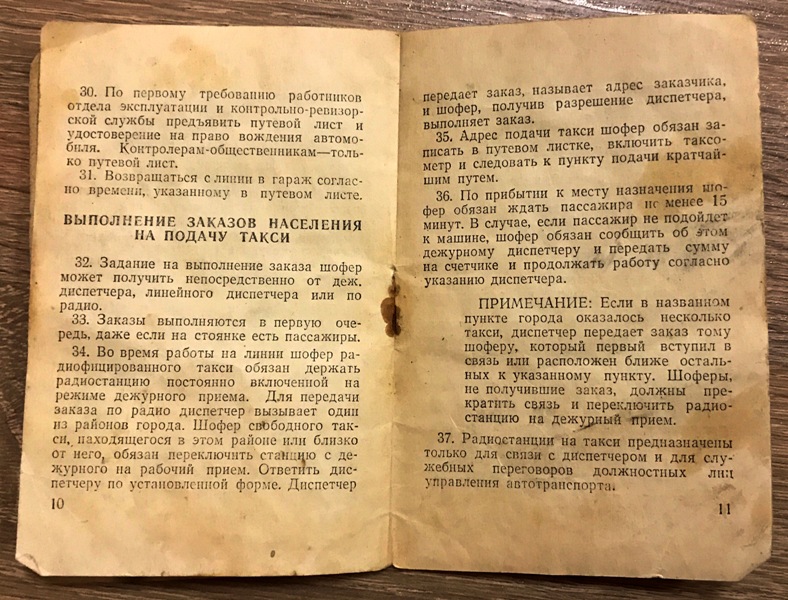 30. По первому требованию работников
отдела эксплуатации и контрольно-ревизор-
ской службы предъявить путевой лист и
удостоверение на право вождения автомо-
биля. Контролерам-общественникам—толь-
ко путевой лист.
31. Возвращаться с линии в гараж соглас-
но времени, указанному в путевом листе.
ВЫПОЛНЕНИЕ ЗАКАЗОВ НАСЕЛЕНИЯ
НА ПОДАЧУ ТАКСИ
32. Задание на выполнение заказа шофер
может получить непосредственно от деж.
диспетчера, линейного диспетчера или по
радио.
33. Заказы выполняются в первую оче-
редь, даже если на стоянке есть пассажиры.
34. Во время работы на линии шофер ра-
диофицированного такси обязан держать
радиостанцию постоянно включенной на
режиме дежурного приема. Для передачи
заказа по радио диспетчер вызывает один
из районов города. Шофер свободного так-
си, находящегося в этом районе или близко
от него, обязан переключить станцию с де-
журного на рабочий прием. Ответить дис-
петчеру по установленной форме. Диспетчер
10
передает заказ, называет адрес заказчика,
и шофер, получив разрешение диспетчера,
выполняет заказ.
35. Адрес подачи такси шофер обязан за-
писать в путевом листке, включить таксо-
метр и следовать к пункту подачи кратчай-
шим путем.
36. По прибытии к месту назначения шо-
фер обязан ждать пассажира не менее 15
минут. В случае, если пассажир не подойдет
к машине, шофер обязан сообщить об этом
дежурному диспетчеру и передать сумму
на счетчике и продолжать работу согласно
указанию диспетчера.
ПРИМЕЧАНИЕ: Если в названном
пункте города оказалось несколько
такси, диспетчер передает заказ тому
шоферу, который первый вступил в
связь или расположен ближе осталь-
ных к указанному пункту. Шоферы,
не получившие заказ, должны пре-
кратить связь и переключить радио-
станцию на дежурный прием.
37. Радиостанции на такси предназначены
только для связи с диспетчером и для слу-
жебных переговоров должностных лиц
управления автотранспорта.
11